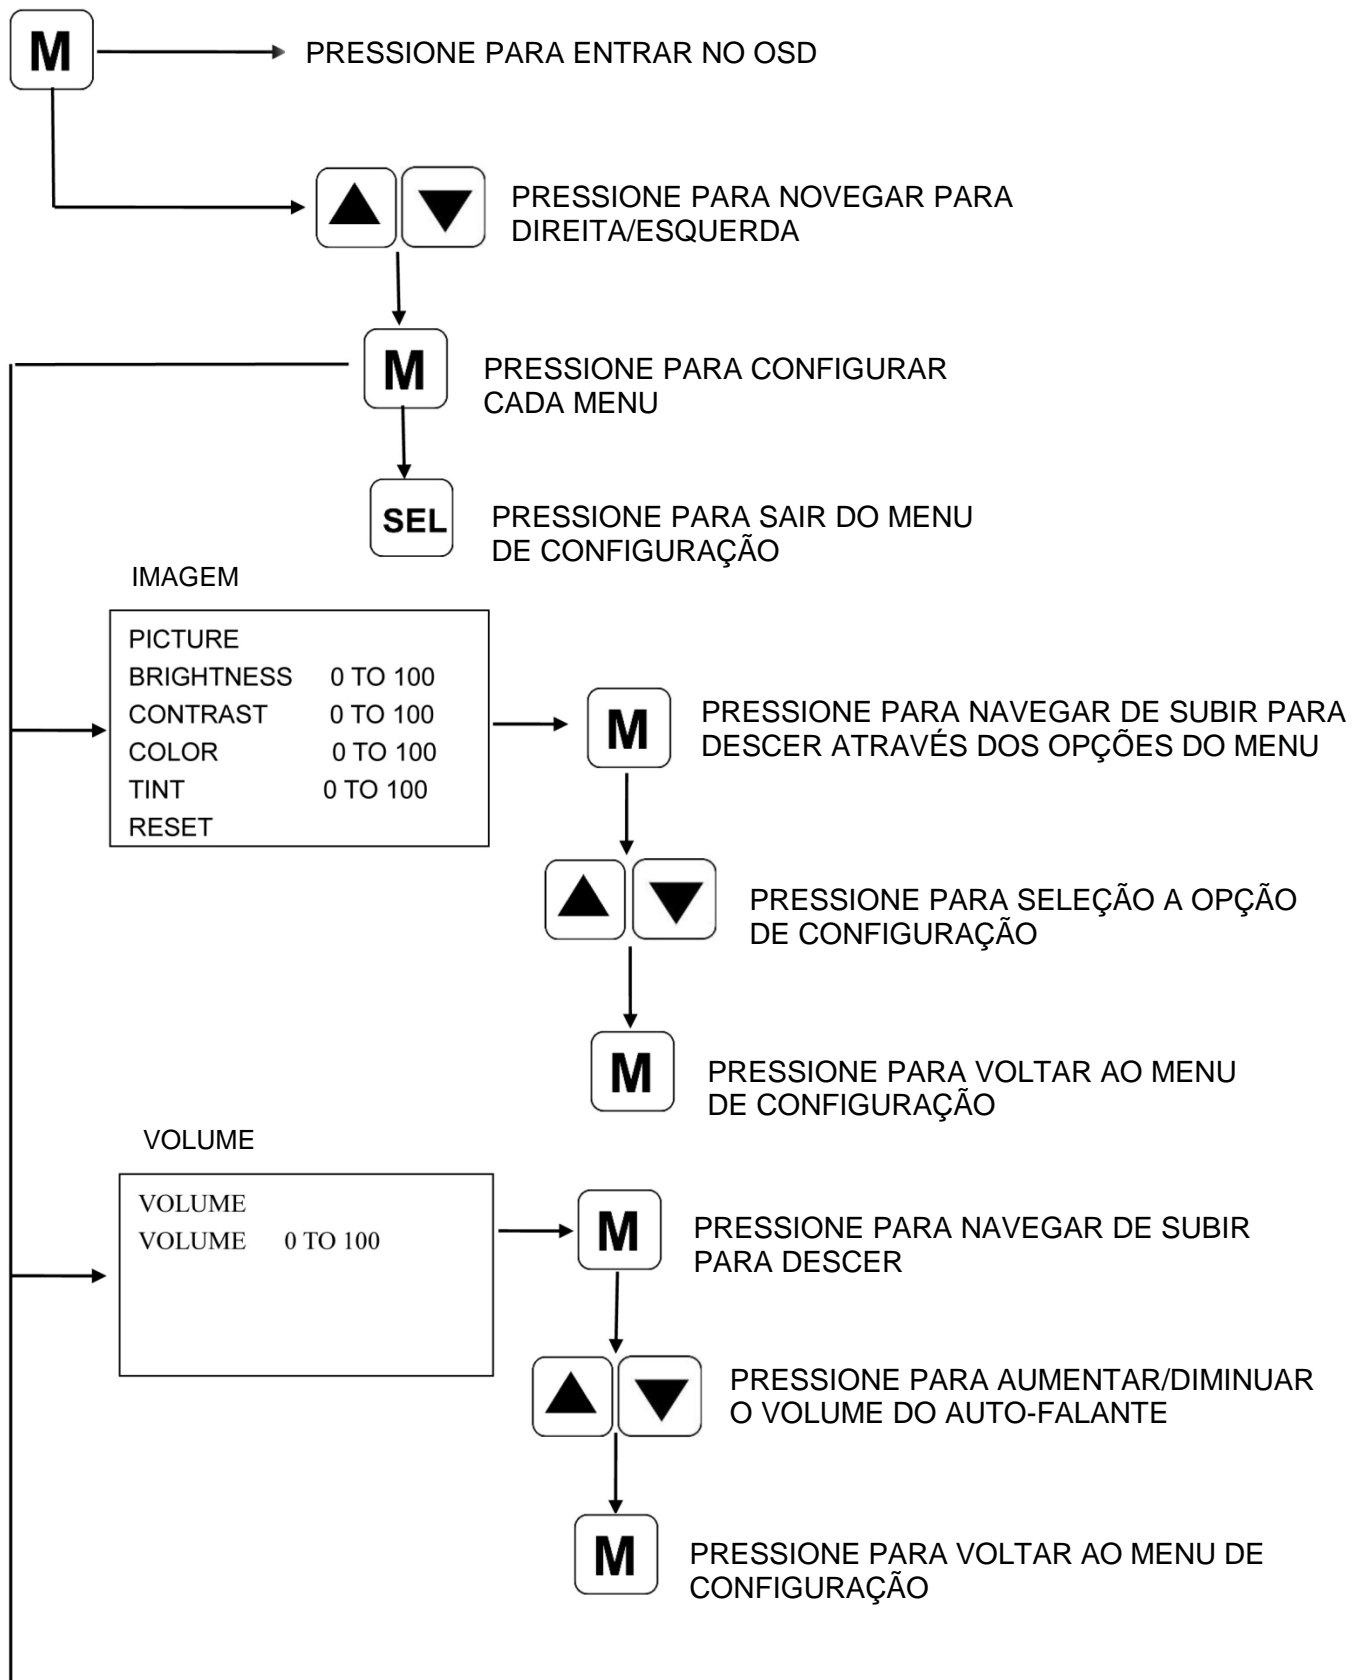 M
PRESSIONE PARA ENTRAR NO OSD
PRESSIONE PARA NOVEGAR PARA
DIREITA/ESQUERDA
M
PRESSIONE PARA CONFIGURAR
CADA MENU
SEL
PRESSIONE PARA SAIR DO MENU
DE CONFIGURAÇÃO
IMAGEM
PICTURE
BRIGHTNESS 0 TO 100
CONTRAST 0 TO 100
COLOR 0 TO 100
TINT 0 TO 100
RESET
M
PRESSIONE PARA NAVEGAR DE SUBIR PARA
DESCER ATRAVÉS DOS OPÇÕES DO MENU
PRESSIONE PARA SELEÇÃO A OPÇÃO
DE CONFIGURAÇÃO
M
PRESSIONE PARA VOLTAR AO MENU
DE CONFIGURAÇÃO
VOLUME
VOLUME
VOLUME 0 TO 100
M
PRESSIONE PARA NAVEGAR DE SUBIR
PARA DESCER
PRESSIONE PARA AUMENTAR/DIMINUAR
O VOLUME DO AUTO-FALANTE
M
PRESSIONE PARA VOLTAR AO MENU DE
CONFIGURAÇÃO